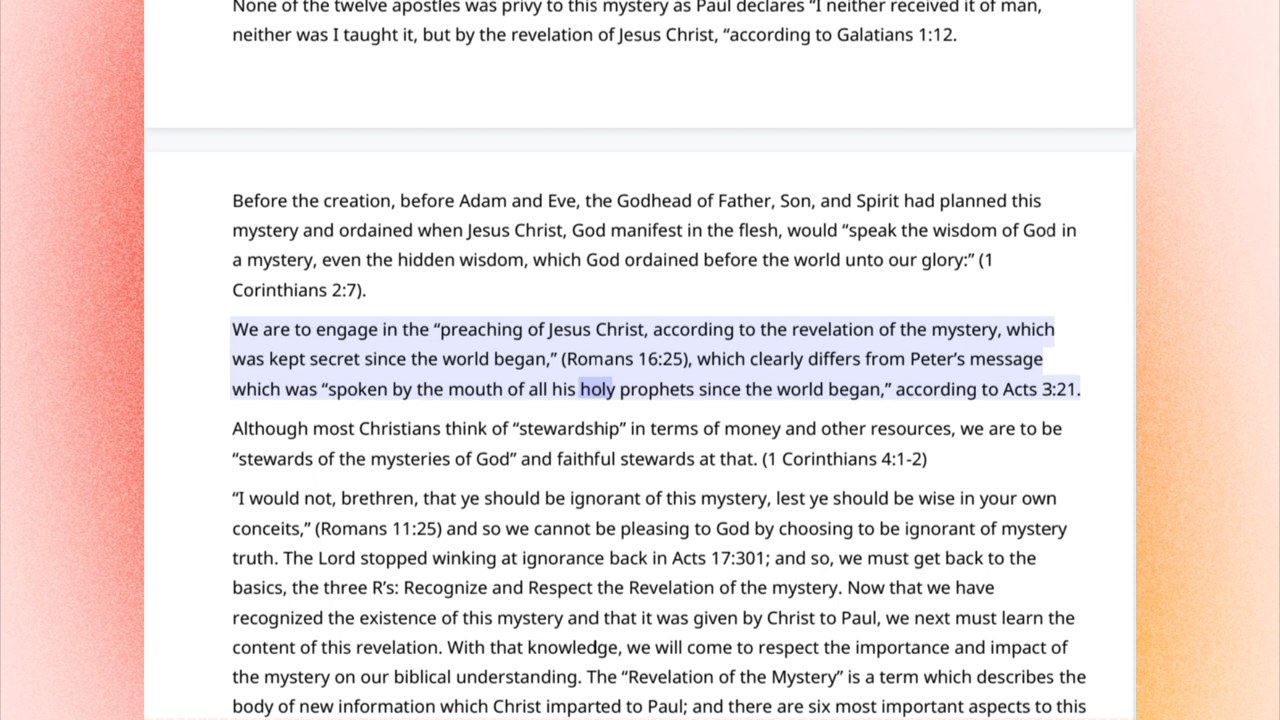 None of the twelve apostles was privy to this mystery as Paul declares “I neither received it of man,
neither was I taught it, but by the revelation of Jesus Christ, “according to Galatians 1:12.
Before the creation, before Adam and Eve, the Godhead of Father, Son, and Spirit had planned this
mystery and ordained when Jesus Christ, God manifest in the flesh, would “speak the wisdom of God in
a mystery, even the hidden wisdom, which God ordained before the world unto our glory:” (1
Corinthians 2:7).
We are to engage in the “preaching of Jesus Christ, according to the revelation of the mystery, which
was kept secret since the world began,” (Romans 16:25), which clearly differs from Peter’s message
which was “spoken by the mouth of all his holy prophets since the world began,” according to Acts 3:21.
Although most Christians think of “stewardship” in terms of money and other resources, we are to be
“stewards of the mysteries of God” and faithful stewards at that. (1 Corinthians 4:1-2)
“I would not, brethren, that ye should be ignorant of this mystery, lest ye should be wise in your own
conceits,” (Romans 11:25) and so we cannot be pleasing to God by choosing to be ignorant of mystery
truth. The Lord stopped winking at ignorance back in Acts 17:301; and so, we must get back to the
basics, the three R’s: Recognize and Respect the Revelation of the mystery. Now that we have
recognized the existence of this mystery and that it was given by Christ to Paul, we next must learn the
content of this revelation. With that knowledge, we will come to respect the importance and impact of
the mystery on our biblical understanding. The “Revelation of the Mystery” is a term which describes the
body of new information which Christ imparted to Paul; and there are six most important aspects to this